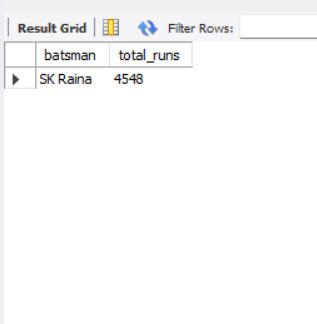 Result Grid Filter Rows:
batsman total_runs
SK Raina 4548